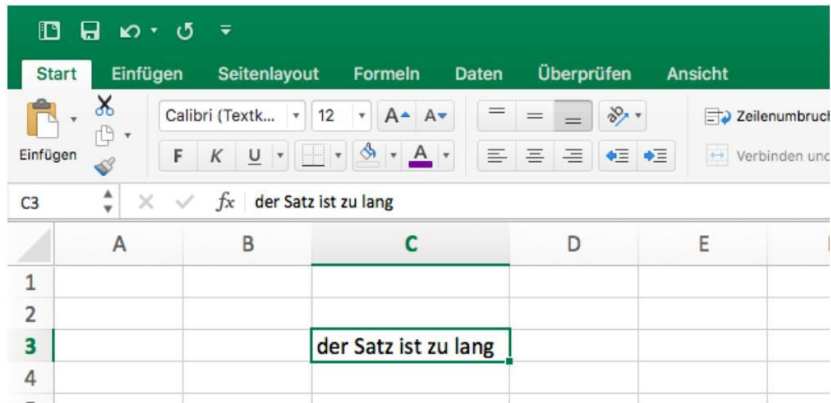 Start Einfügen Seitenlayout Formeln Daten Überprüfen Ansicht
Calibri (Textk... 12 A A Zeilenumbruch
Einfügen F K U A Verbinden und
C3 fx der Satz ist zu lang
A B C D E
1
2
3 der Satz ist zu lang
4